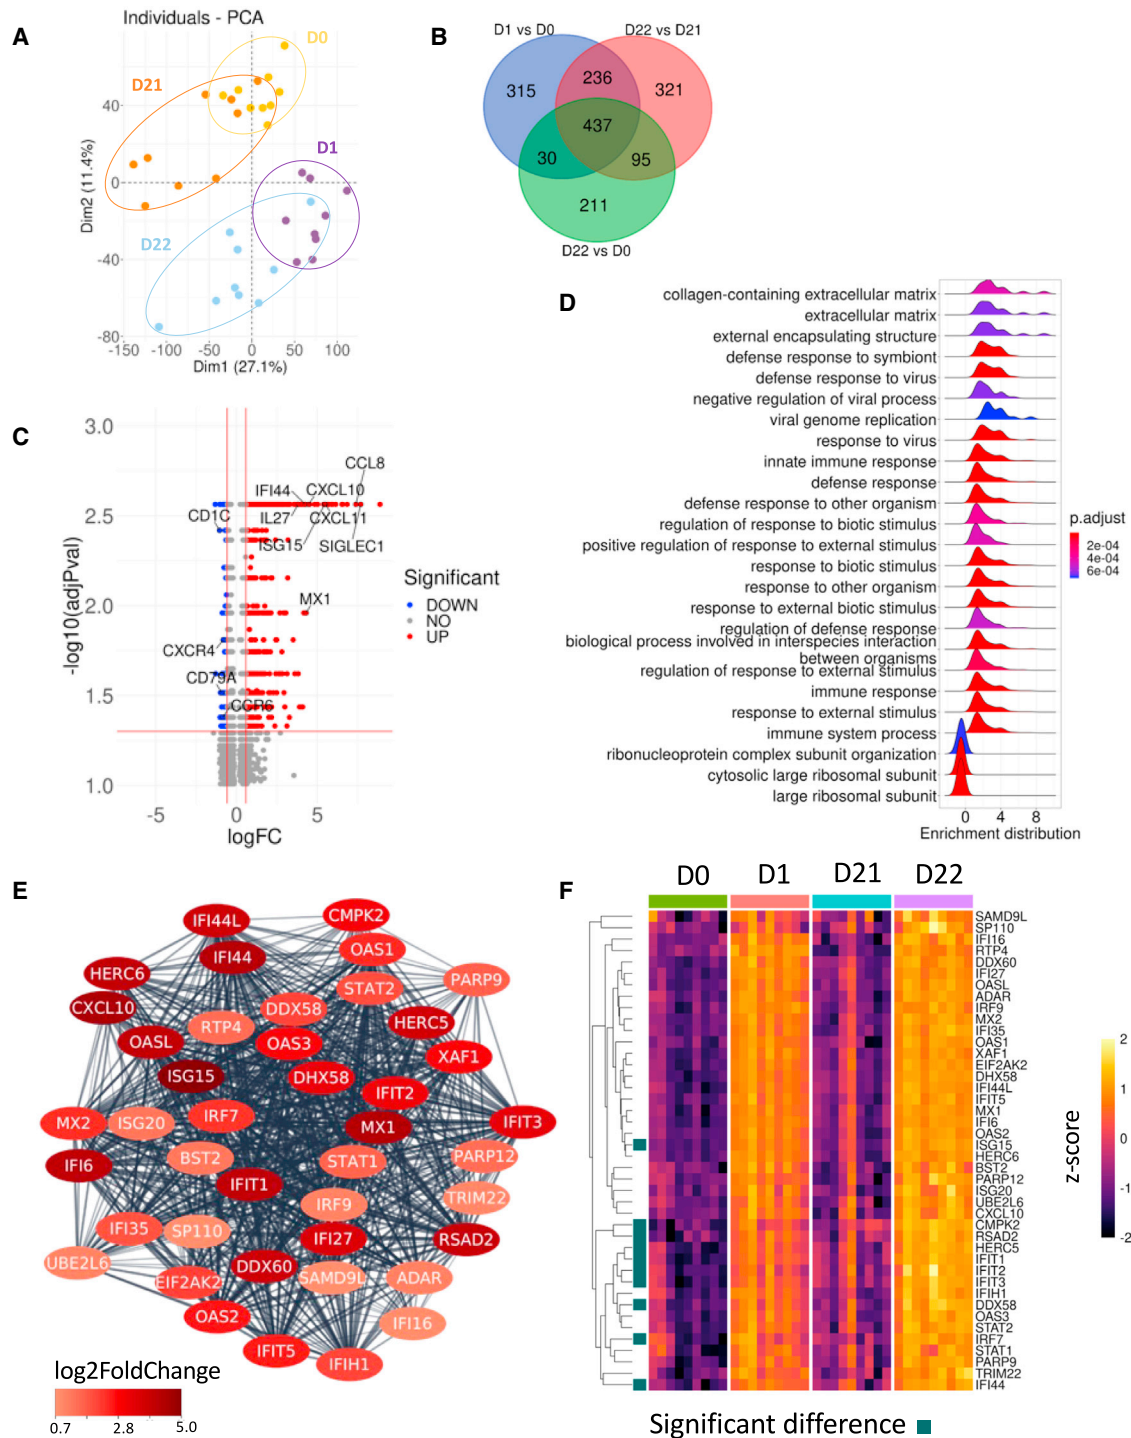 A
Individuals - PCA
D0
D21
D1
D22
40
0
-40
-80
Dim2 (11.4%)
-150 -100 -50 0 50 100
Dim1 (27.1%)
B
D1 vs D0
D22 vs D21
315
236
321
437
30
95
211
D22 vs D0
C
3.0
2.5
2.0
1.5
1.0
-log10(adjPval)
CCL8
IFI44
CXCL10
CD1C
IL27
CXCL11
ISG15
SIGLEC1
MX1
CXCR4
CD79A
CCR6
-5 0 5
logFC
Significant
DOWN
NO
UP
D
collagen-containing extracellular matrix
extracellular matrix
external encapsulating structure
defense response to symbiont
defense response to virus
negative regulation of viral process
viral genome replication
response to virus
innate immune response
defense response
defense response to other organism
regulation of response to biotic stimulus
positive regulation of response to external stimulus
response to biotic stimulus
response to other organism
response to external biotic stimulus
regulation of defense response
biological process involved in interspecies interaction
between organisms
regulation of response to external stimulus
immune response
response to external stimulus
immune system process
ribonucleoprotein complex subunit organization
cytosolic large ribosomal subunit
large ribosomal subunit
0 4 8
Enrichment distribution
p.adjust
2e-04
4e-04
6e-04
E
IFI44L
CMPK2
IFI44
OAS1
HERC6
STAT2
PARP9
CXCL10
DDX58
HERC5
RTP4
OASL
OAS3
XAF1
ISG15
DHX58
IFIT2
MX2
ISG20
IRF7
MX1
IFIT3
IFI6
BST2
STAT1
PARP12
IFIT1
TRIM22
IRF9
IFI35
SP110
IFI27
RSAD2
UBE2L6
DDX60
EIF2AK2
SAMD9L
ADAR
OAS2
IFI16
IFIT5
IFIH1
log2FoldChange
0.7 2.8 5.0
F
D0 D1 D21 D22
SAMD9L
SP110
IFI16
RTP4
DDX60
IFI27
OASL
ADAR
IRF9
MX2
IFI35
OAS1
XAF1
EIF2AK2
DHX58
IFI44L
IFIT5
MX1
IFI6
OAS2
ISG15
HERC6
BST2
PARP12
ISG20
UBE2L6
CXCL10
CMPK2
RSAD2
HERC5
IFIT1
IFIT2
IFIT3
IFIH1
DDX58
OAS3
STAT2
IRF7
STAT1
PARP9
TRIM22
IFI44
z-score
2
1
0
-1
-2
Significant difference